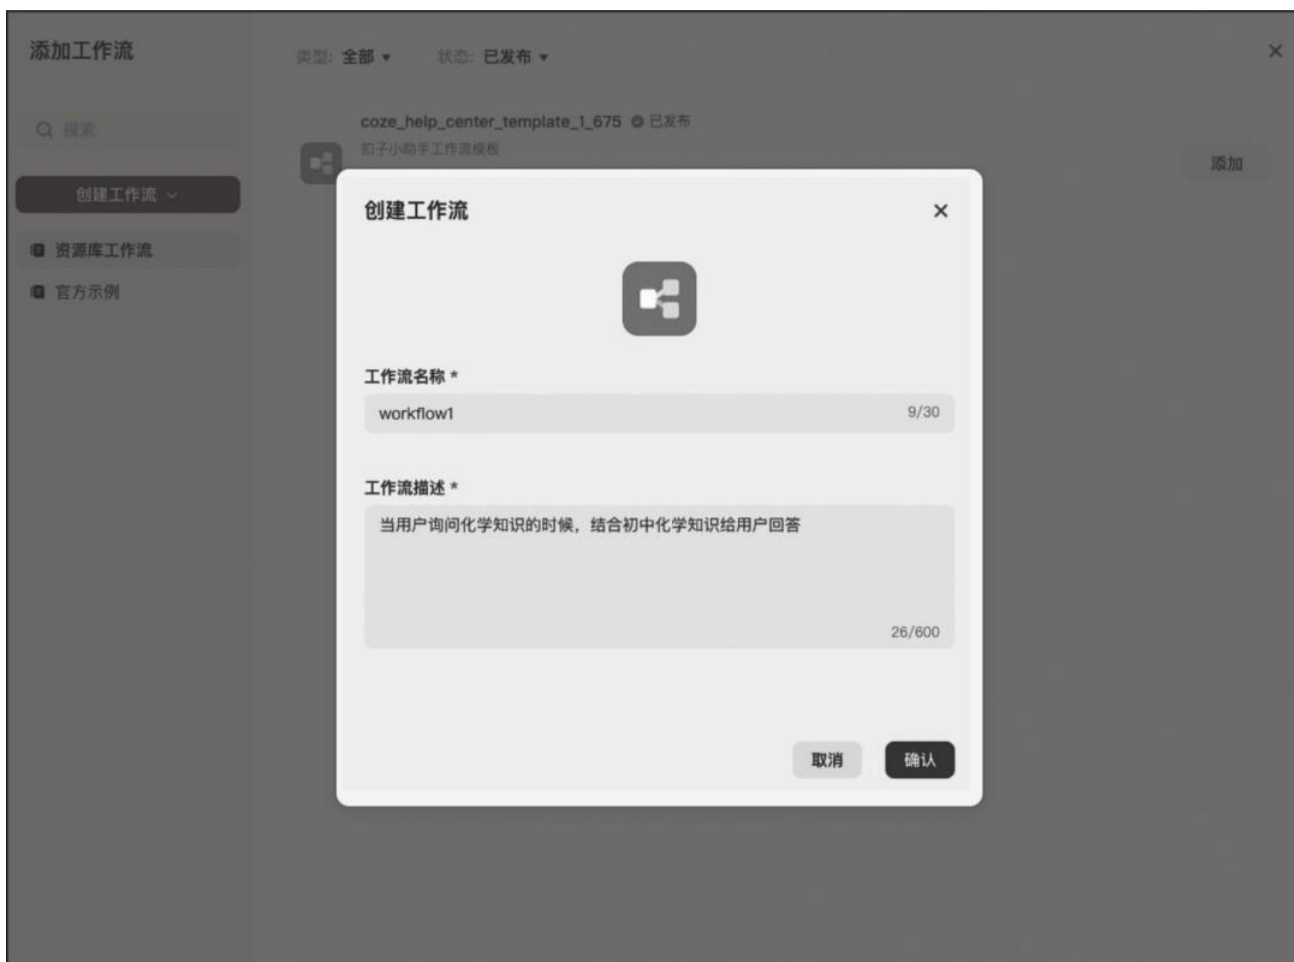 添加工作流
类型: 全部 状态: 已发布
搜索
创建工作流
资源库工作流
官方示例
coze_help_center_template_1_675 已发布
扣子小助手工作流模板
添加
创建工作流
工作流名称 *
workflow1
9/30
工作流描述 *
当用户询问化学知识的时候，结合初中化学知识给用户回答
26/600
取消 确认